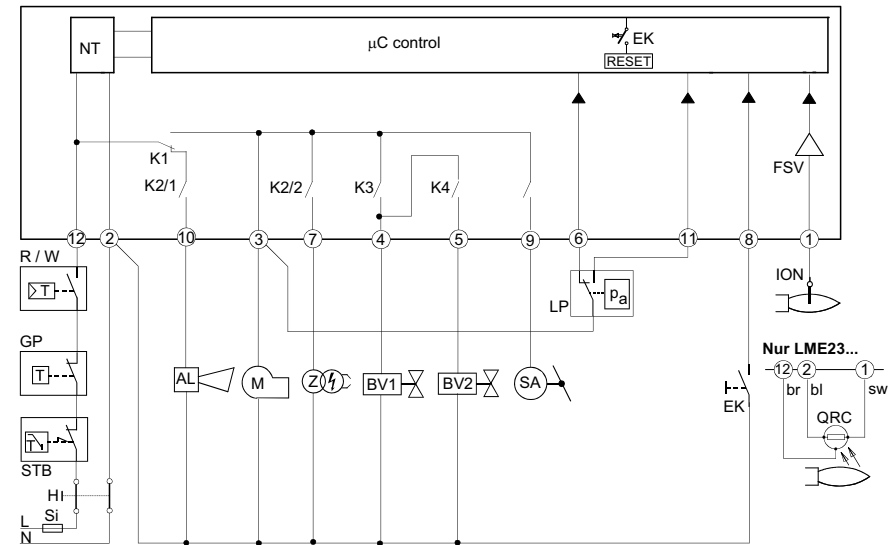 NT
µC control
EK
RESET
FSV
K1
K2/1
K2/2
K3
K4
12
2
10
3
7
4
5
9
6
11
8
1
R / W
T
GP
T
STB
T
H
Si
L
N
AL
M
Z
BV1
BV2
SA
LP
pa
EK
ION
Nur LME23...
12
2
1
br
bl
sw
QRC